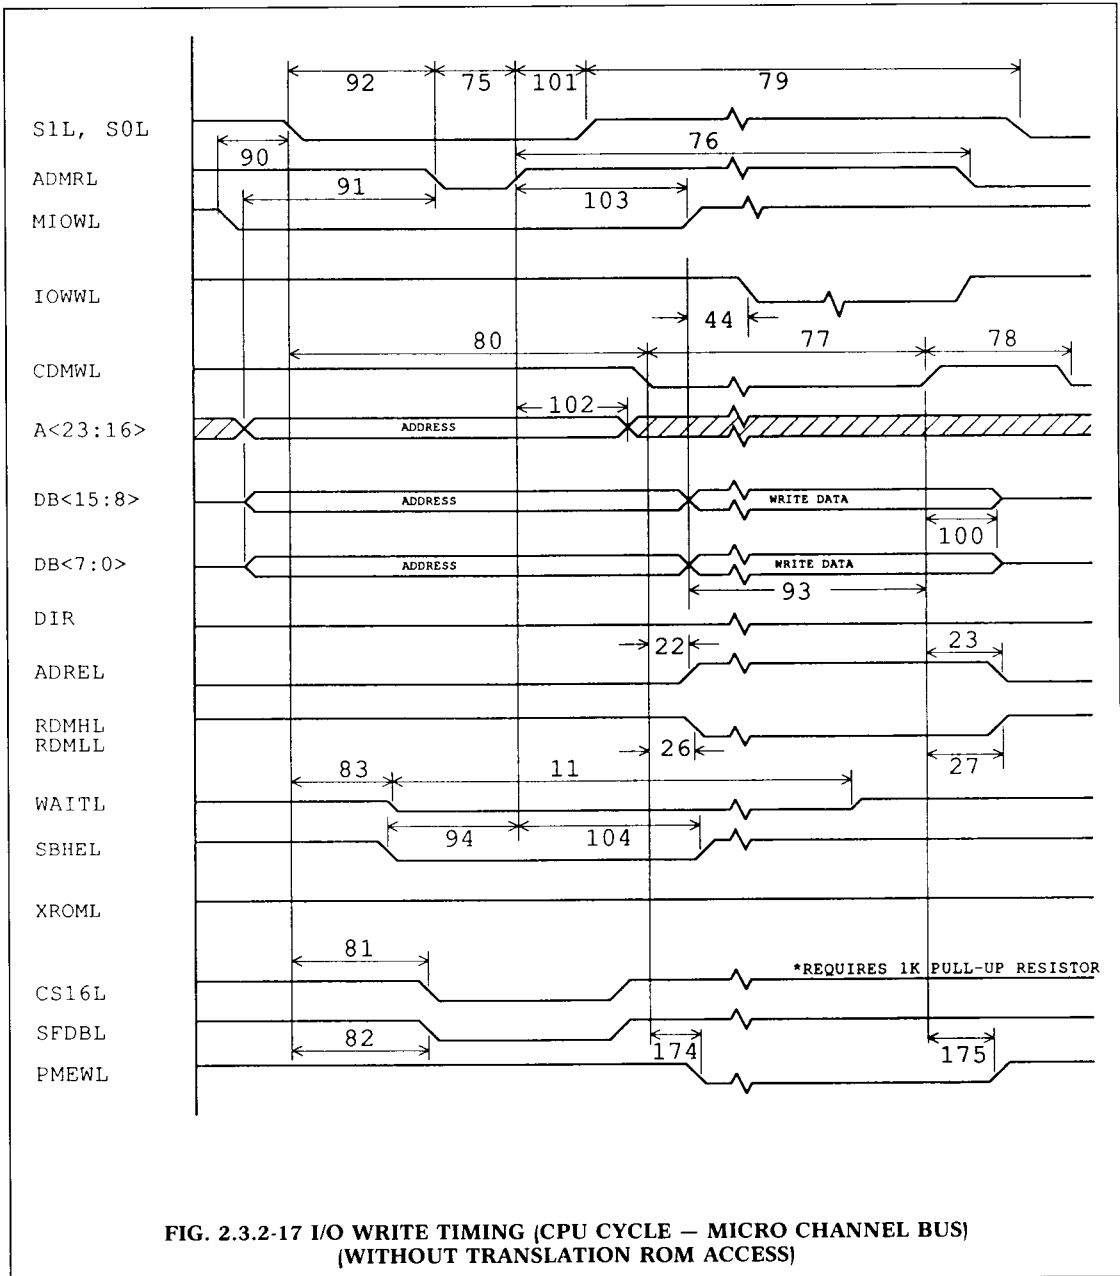 92 75 101 79
S1L, S0L
90 76
ADMRL
91 103
MIOWL
IOWWL
44
80 77 78
CDMWL
102
A<23:16> ADDRESS
DB<15:8> ADDRESS WRITE DATA
100
DB<7:0> ADDRESS WRITE DATA
93
DIR
22 23
ADREL
RDMHL
RDMLL
26 27
83 11
WAITL
94 104
SBHEL
XROML
81
*REQUIRES 1K PULL-UP RESISTOR
CS16L
SFDBL
82 174 175
PMEWL
FIG. 2.3.2-17 I/O WRITE TIMING (CPU CYCLE — MICRO CHANNEL BUS)
(WITHOUT TRANSLATION ROM ACCESS)